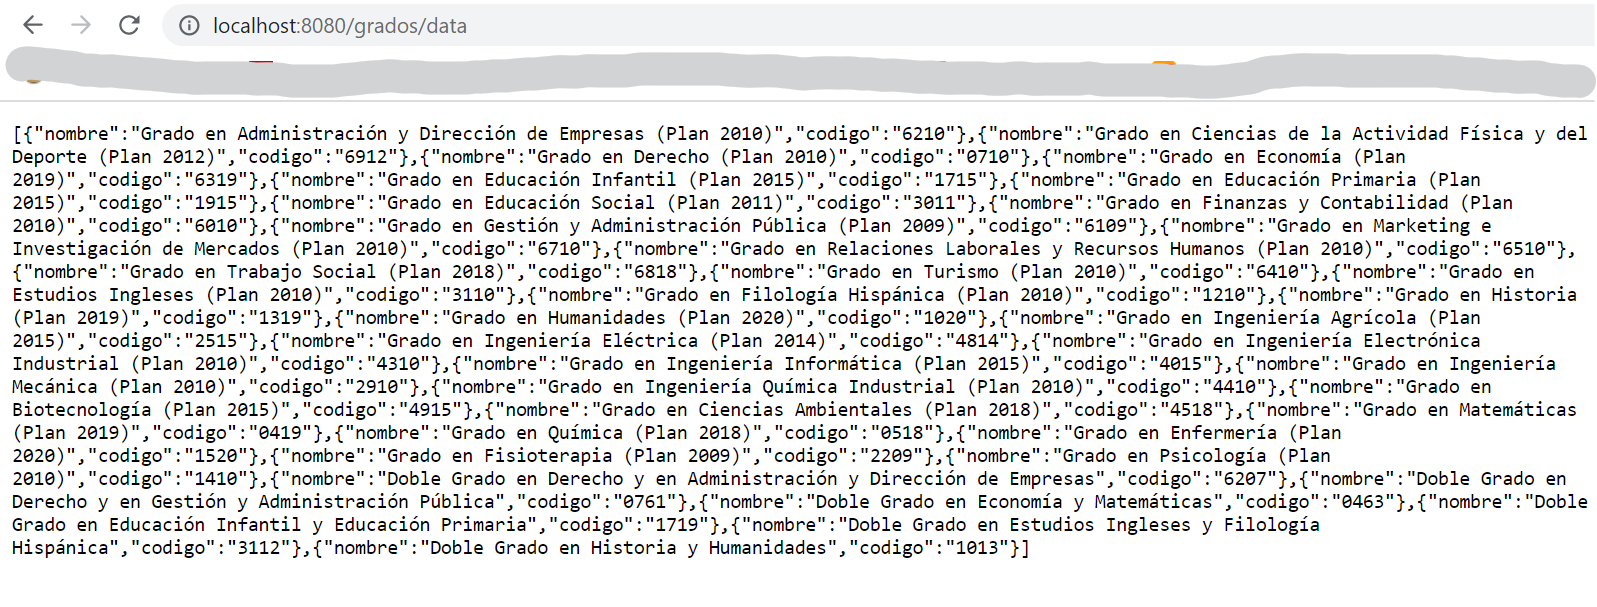 localhost:8080/grados/data
[{"nombre":"Grado en Administración y Dirección de Empresas (Plan 2010)","codigo":"6210"},{"nombre":"Grado en Ciencias de la Actividad Física y del
Deporte (Plan 2012)","codigo":"6912"},{"nombre":"Grado en Derecho (Plan 2010)","codigo":"0710"},{"nombre":"Grado en Economía (Plan
2019)","codigo":"6319"},{"nombre":"Grado en Educación Infantil (Plan 2015)","codigo":"1715"},{"nombre":"Grado en Educación Primaria (Plan
2015)","codigo":"1915"},{"nombre":"Grado en Educación Social (Plan 2011)","codigo":"3011"},{"nombre":"Grado en Finanzas y Contabilidad (Plan
2010)","codigo":"6010"},{"nombre":"Grado en Gestión y Administración Pública (Plan 2009)","codigo":"6109"},{"nombre":"Grado en Marketing e
Investigación de Mercados (Plan 2010)","codigo":"6710"},{"nombre":"Grado en Relaciones Laborales y Recursos Humanos (Plan 2010)","codigo":"6510"},
{"nombre":"Grado en Trabajo Social (Plan 2018)","codigo":"6818"},{"nombre":"Grado en Turismo (Plan 2010)","codigo":"6410"},{"nombre":"Grado en
Estudios Ingleses (Plan 2010)","codigo":"3110"},{"nombre":"Grado en Filología Hispánica (Plan 2010)","codigo":"1210"},{"nombre":"Grado en Historia
(Plan 2019)","codigo":"1319"},{"nombre":"Grado en Humanidades (Plan 2020)","codigo":"1020"},{"nombre":"Grado en Ingeniería Agrícola (Plan
2015)","codigo":"2515"},{"nombre":"Grado en Ingeniería Eléctrica (Plan 2014)","codigo":"4814"},{"nombre":"Grado en Ingeniería Electrónica
Industrial (Plan 2010)","codigo":"4310"},{"nombre":"Grado en Ingeniería Informática (Plan 2015)","codigo":"4015"},{"nombre":"Grado en Ingeniería
Mecánica (Plan 2010)","codigo":"2910"},{"nombre":"Grado en Ingeniería Química Industrial (Plan 2010)","codigo":"4410"},{"nombre":"Grado en
Biotecnología (Plan 2015)","codigo":"4915"},{"nombre":"Grado en Ciencias Ambientales (Plan 2018)","codigo":"4518"},{"nombre":"Grado en Matemáticas
(Plan 2019)","codigo":"0419"},{"nombre":"Grado en Química (Plan 2018)","codigo":"0518"},{"nombre":"Grado en Enfermería (Plan
2020)","codigo":"1520"},{"nombre":"Grado en Fisioterapia (Plan 2009)","codigo":"2209"},{"nombre":"Grado en Psicología (Plan
2010)","codigo":"1410"},{"nombre":"Doble Grado en Derecho y en Administración y Dirección de Empresas","codigo":"6207"},{"nombre":"Doble Grado en
Derecho y en Gestión y Administración Pública","codigo":"0761"},{"nombre":"Doble Grado en Economía y Matemáticas","codigo":"0463"},{"nombre":"Doble
Grado en Educación Infantil y Educación Primaria","codigo":"1719"},{"nombre":"Doble Grado en Estudios Ingleses y Filología
Hispánica","codigo":"3112"},{"nombre":"Doble Grado en Historia y Humanidades","codigo":"1013"}]